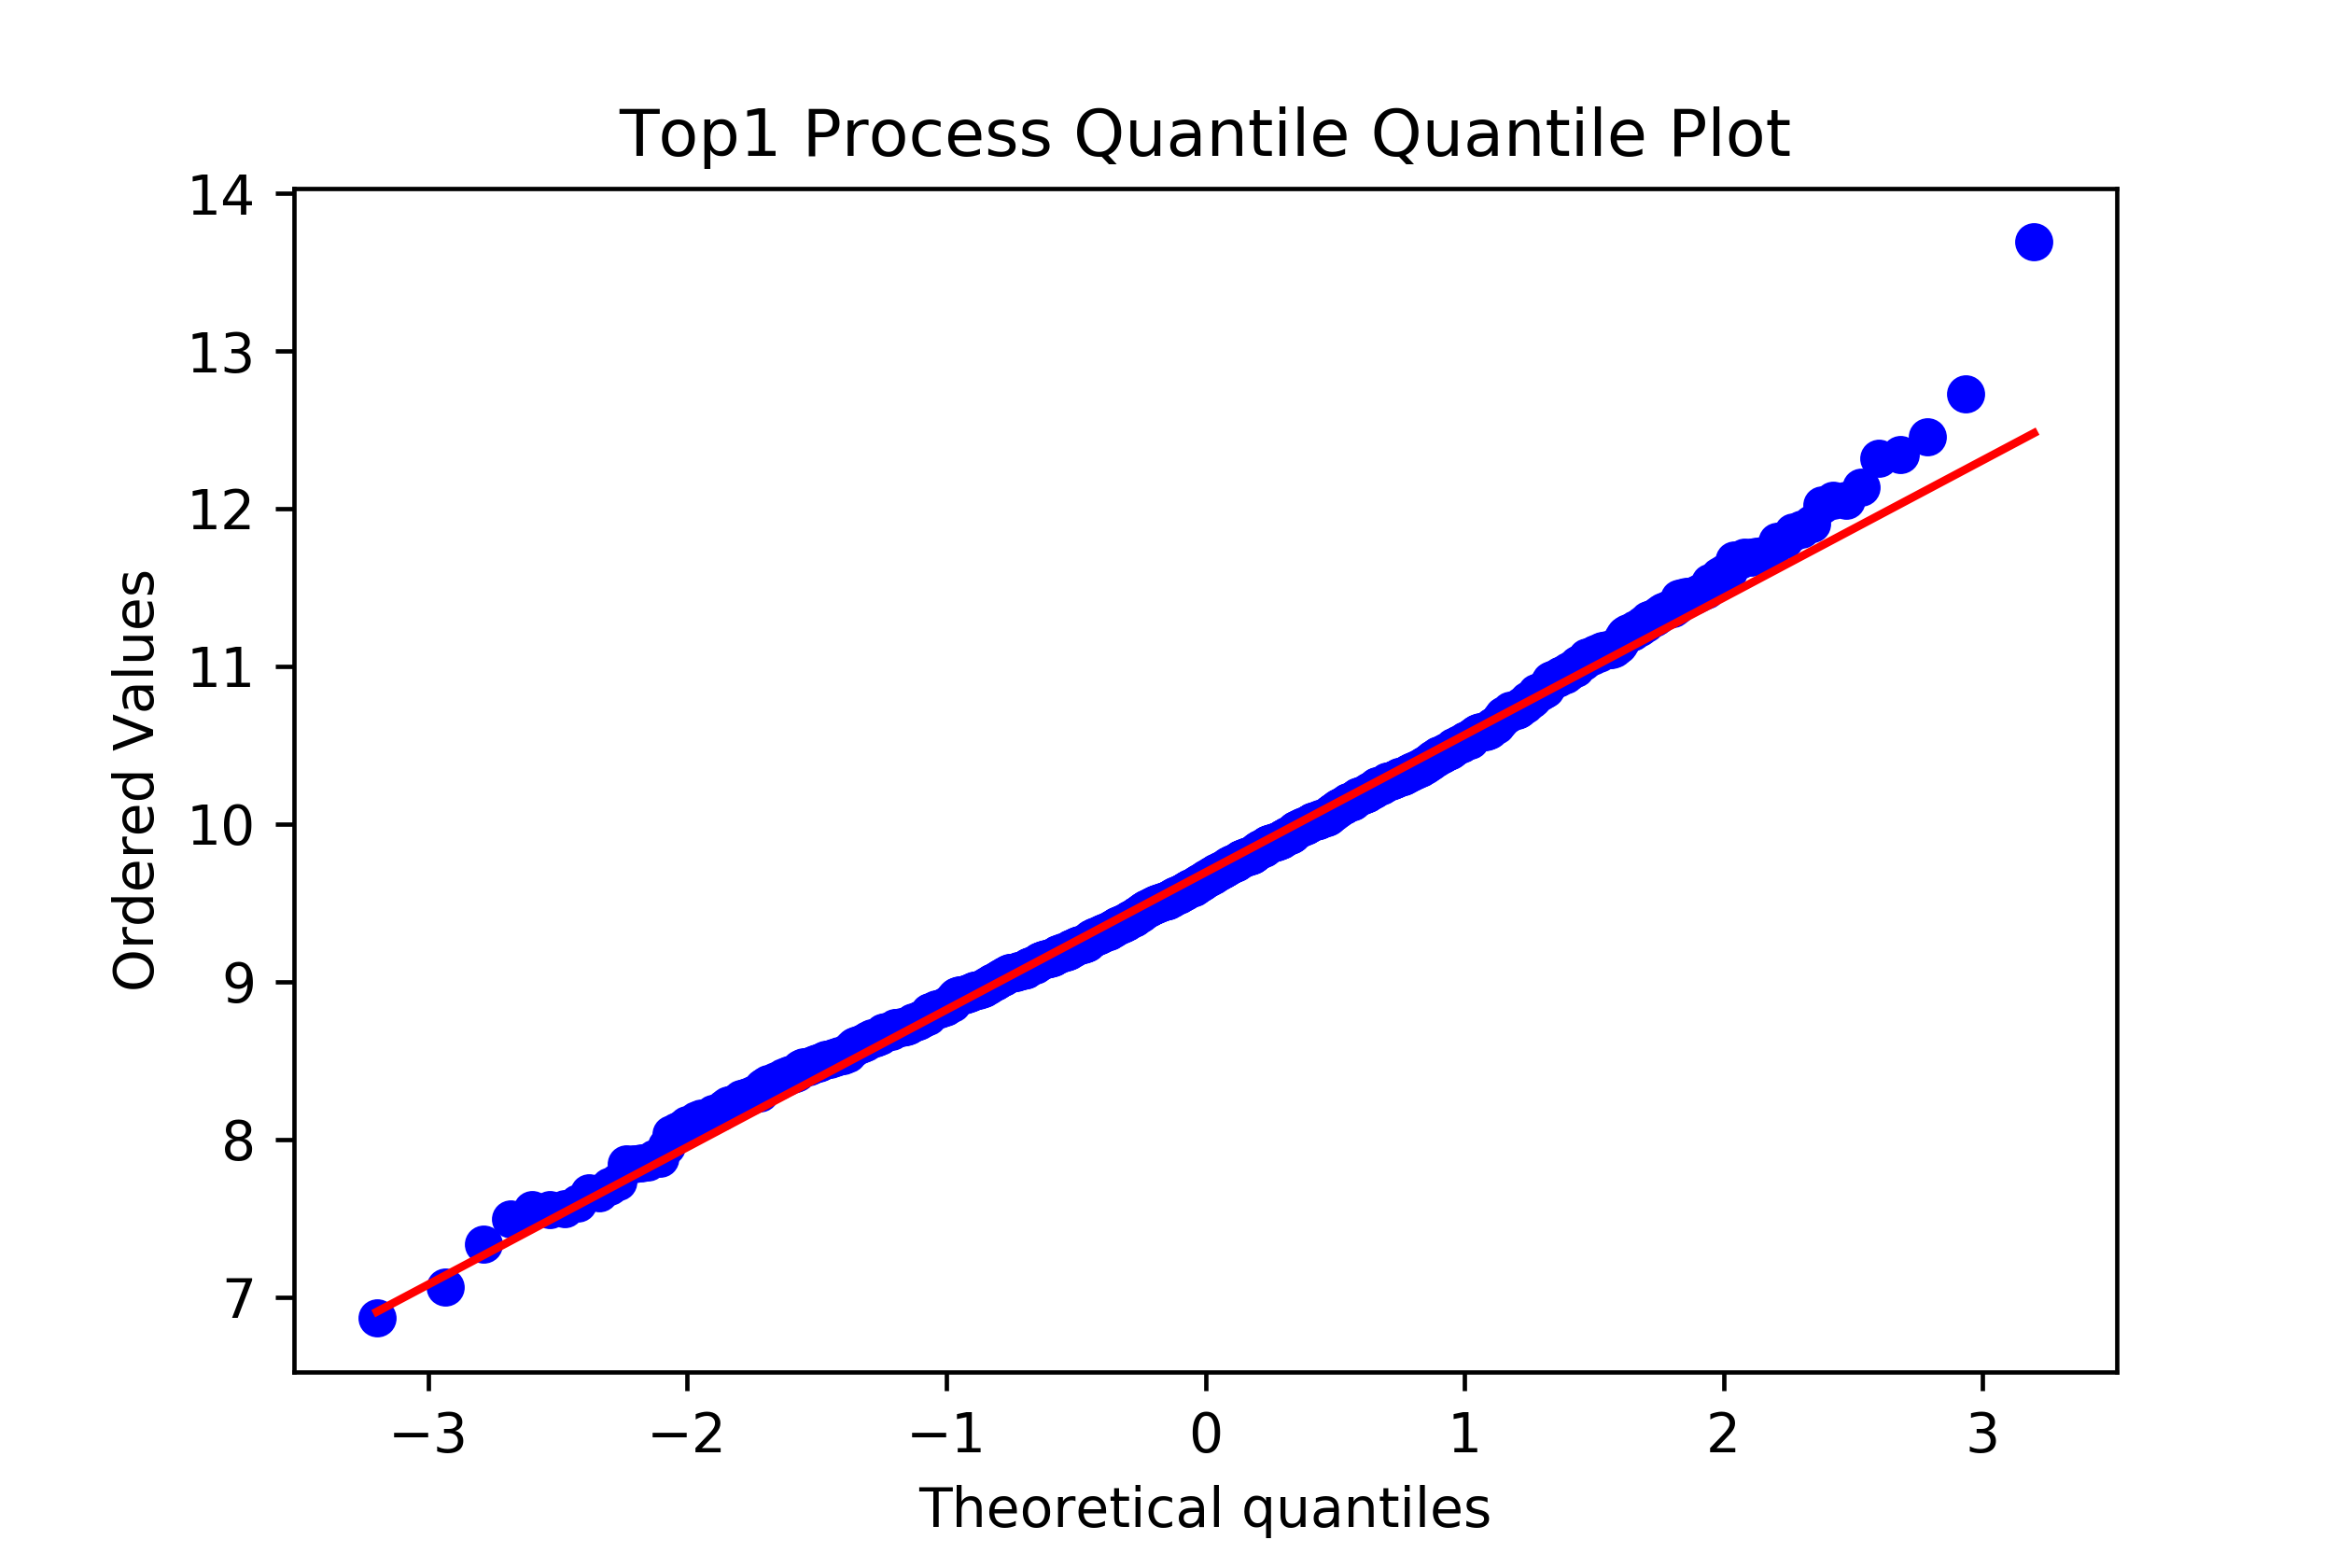 Top1 Process Quantile Quantile Plot
14
13
12
11
10
9
8
7
Ordered Values
−3 −2 −1 0 1 2 3
Theoretical quantiles